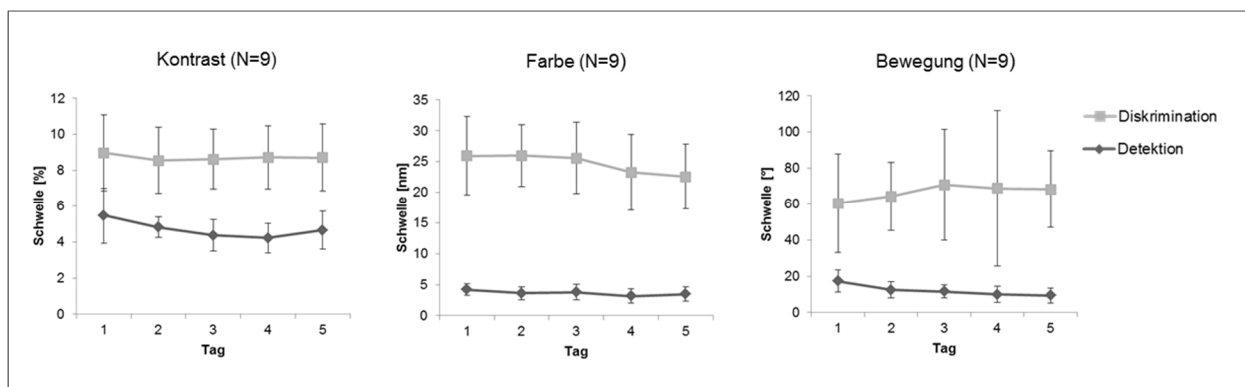 Kontrast (N=9)
Schwelle [%]
12
10
8
6
4
2
0
1 2 3 4 5
Tag
Farbe (N=9)
Schwelle [nm]
35
30
25
20
15
10
5
0
1 2 3 4 5
Tag
Bewegung (N=9)
Schwelle [°]
120
100
80
60
40
20
0
1 2 3 4 5
Tag
Diskrimination
Detektion